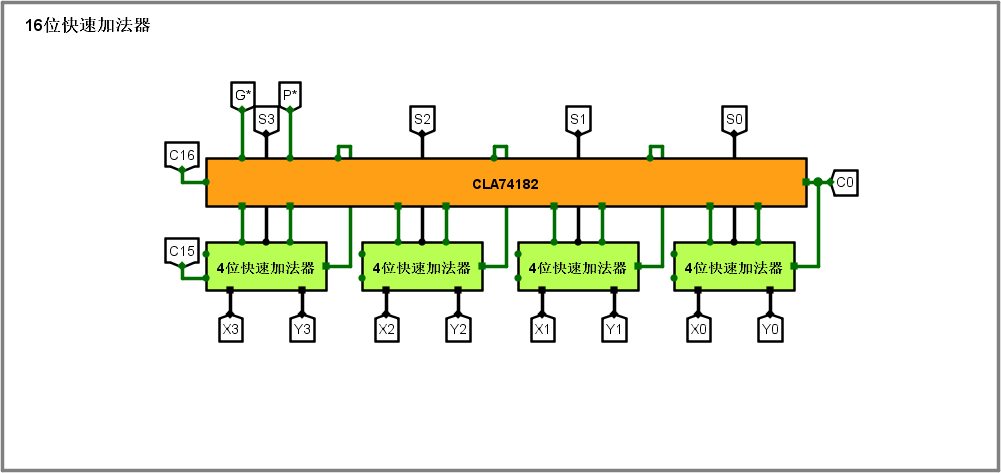 16位快速加法器
G* P*
S3 S2 S1 S0
C16
CLA74182
C0
C15
4位快速加法器 4位快速加法器 4位快速加法器 4位快速加法器
X3 Y3 X2 Y2 X1 Y1 X0 Y0